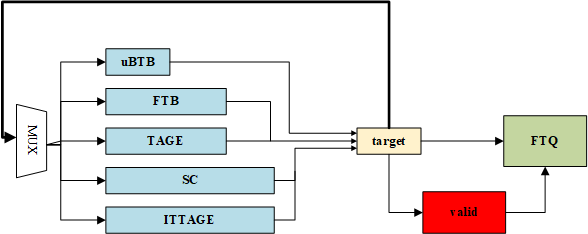 uBTB
FTB
MUX
TAGE
target
FTQ
SC
ITTAGE
valid